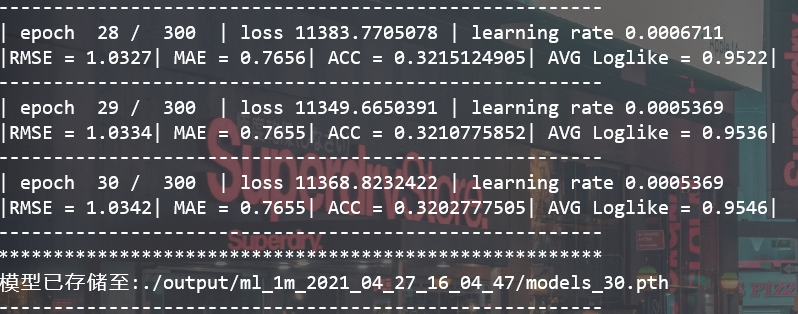 ------------------------------------------------------
| epoch  28 /  300  | loss 11383.7705078 | learning rate 0.0006711
|RMSE = 1.0327| MAE = 0.7656| ACC = 0.3215124905| AVG Loglike = 0.9522|
------------------------------------------------------
| epoch  29 /  300  | loss 11349.6650391 | learning rate 0.0005369
|RMSE = 1.0334| MAE = 0.7655| ACC = 0.3210775852| AVG Loglike = 0.9536|
------------------------------------------------------
| epoch  30 /  300  | loss 11368.8232422 | learning rate 0.0005369
|RMSE = 1.0342| MAE = 0.7655| ACC = 0.3202777505| AVG Loglike = 0.9546|
Superdry Store.
Superdry.
------------------------------------------------------
******************************************************
模型已存储至:./output/ml_1m_2021_04_27_16_04_47/models_30.pth
------------------------------------------------------